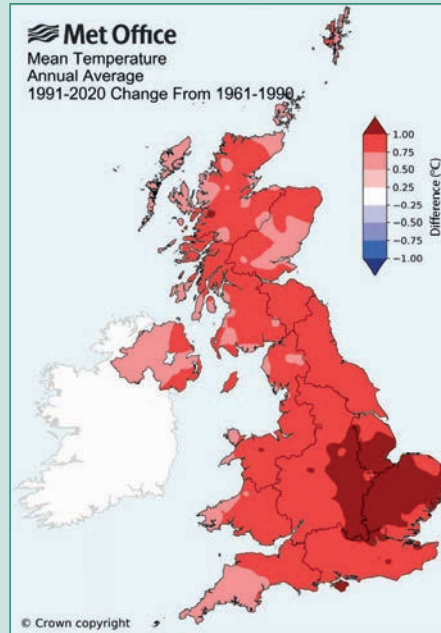 Met Office
Mean Temperature
Annual Average
1991-2020 Change From 1961-1990
1.00
0.75
0.50
0.25
−0.25
−0.50
−0.75
−1.00
Difference (°C)
© Crown copyright